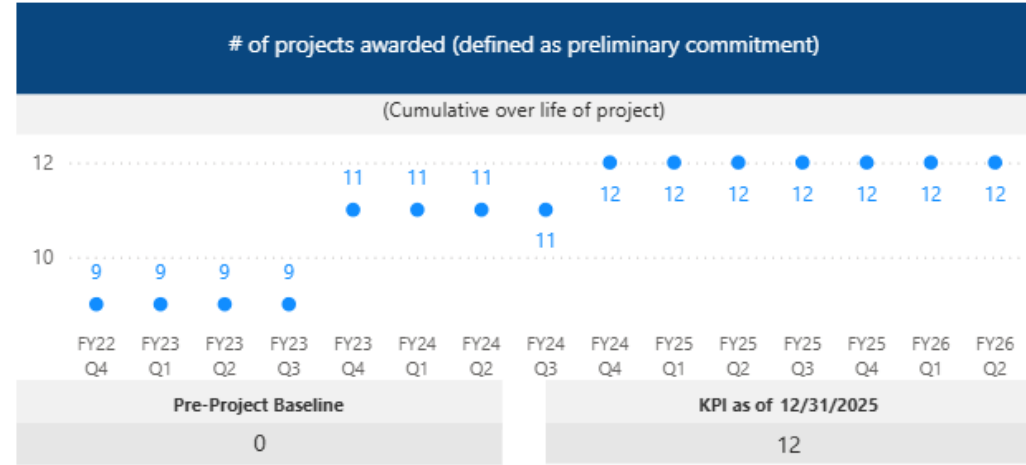 # of projects awarded (defined as preliminary commitment)
(Cumulative over life of project)
12
11 11 11
12 12 12 12 12 12 12
11
10
9 9 9 9
FY22 FY23 FY23 FY23 FY23 FY24 FY24 FY24 FY24 FY25 FY25 FY25 FY25 FY26 FY26
Q4 Q1 Q2 Q3 Q4 Q1 Q2 Q3 Q4 Q1 Q2 Q3 Q4 Q1 Q2
Pre-Project Baseline KPI as of 12/31/2025
0 12